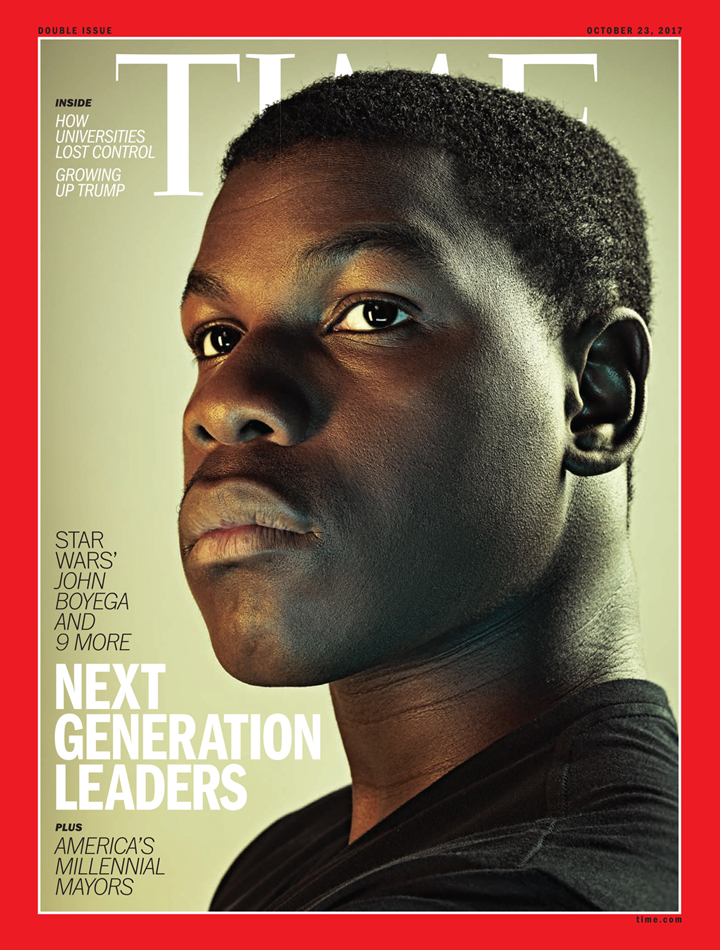 DOUBLE ISSUE
OCTOBER 23, 2017
TIME
INSIDE
HOW
UNIVERSITIES
LOST CONTROL
GROWING
UP TRUMP
STAR
WARS’
JOHN
BOYEGA
AND
9 MORE
NEXT
GENERATION
LEADERS
PLUS
AMERICA’S
MILLENNIAL
MAYORS
time.com